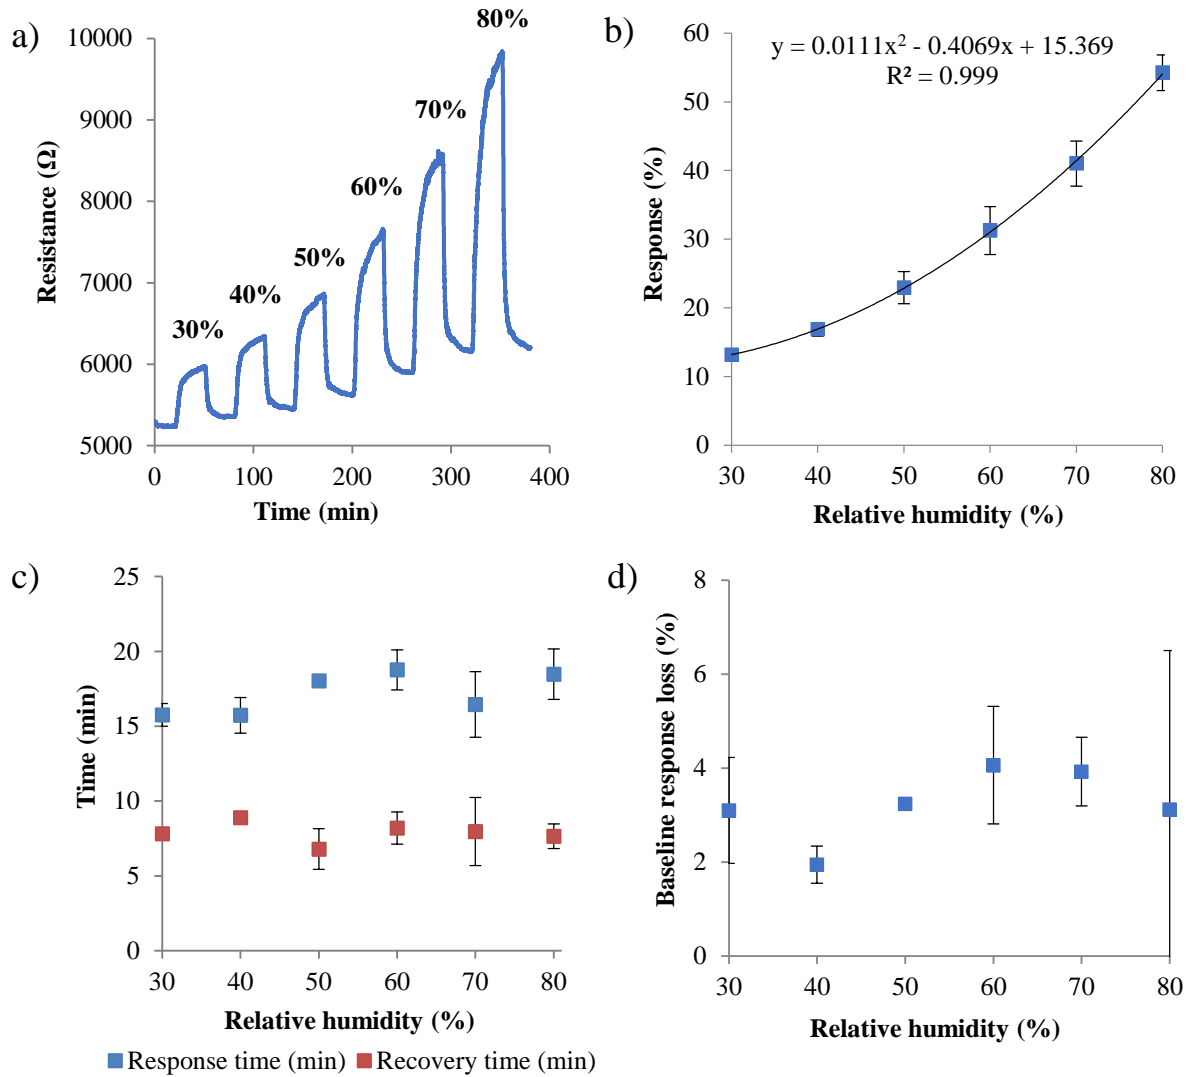 a)
80%
70%
60%
50%
40%
30%
10000
9000
8000
7000
6000
5000
Resistance (Ω)
0 100 200 300 400
Time (min)
b)
y = 0.0111x² - 0.4069x + 15.369
R² = 0.999
60
50
40
30
20
10
0
Response (%)
30 40 50 60 70 80
Relative humidity (%)
c)
25
20
15
10
5
0
Time (min)
30 40 50 60 70 80
Relative humidity (%)
Response time (min) Recovery time (min)
d)
8
6
4
2
0
Baseline response loss (%)
30 40 50 60 70 80
Relative humidity (%)